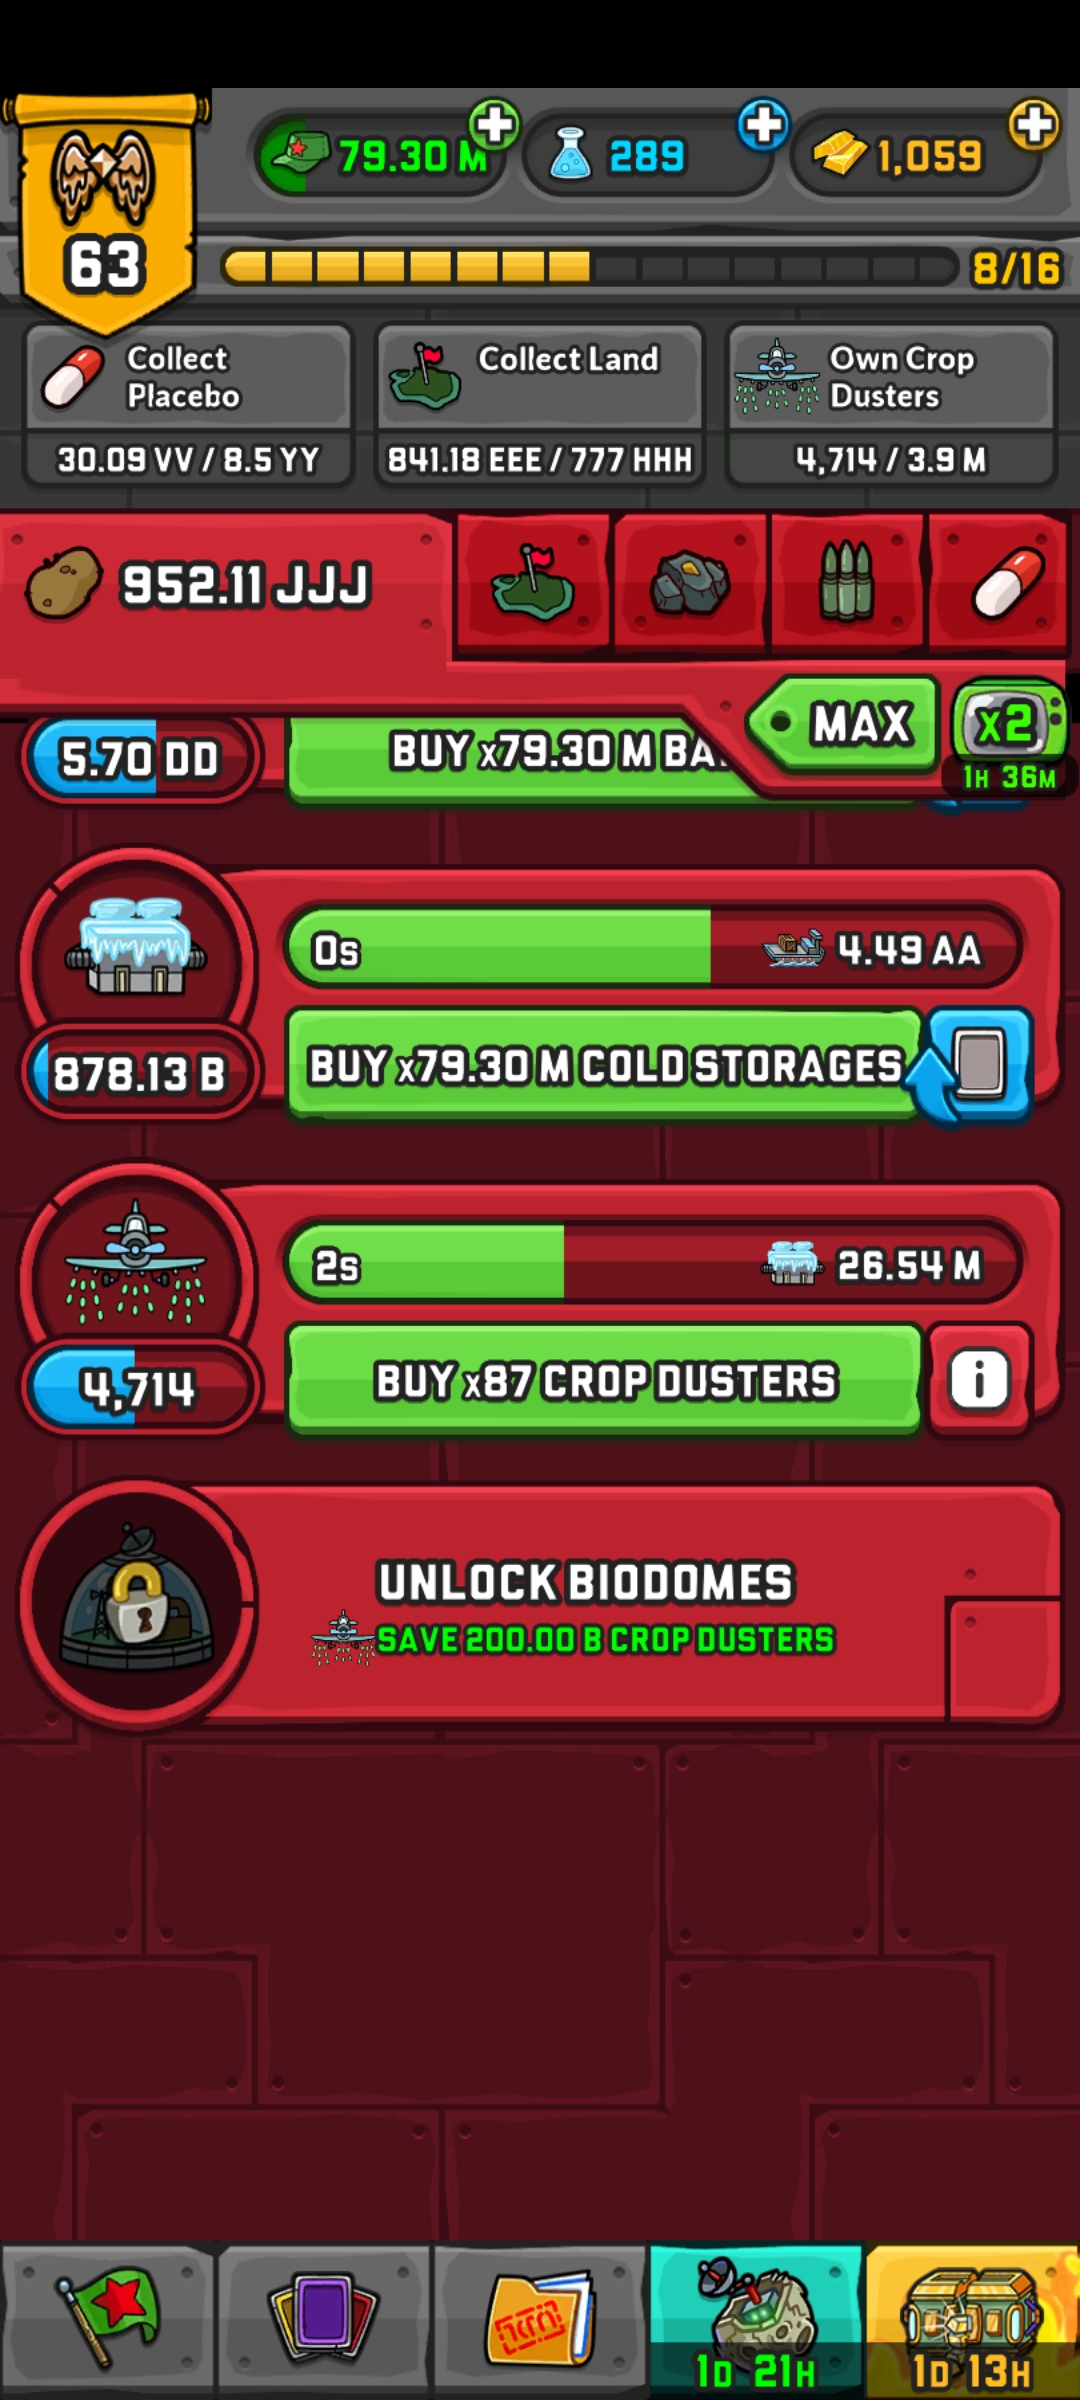 79.30 M
289
1,059
63
8/16
Collect
Placebo
30.09 VV / 8.5 YY
Collect Land
841.18 EEE / 777 HHH
Own Crop
Dusters
4,714 / 3.9 M
952.11 JJJ
MAX
x2
1H 36M
5.70 DD
BUY x79.30 M BA
0s
4.49 AA
878.13 B
BUY x79.30 M COLD STORAGES
2s
26.54 M
4,714
BUY x87 CROP DUSTERS
i
UNLOCK BIODOMES
SAVE 200.00 B CROP DUSTERS
1D 21H
1D 13H